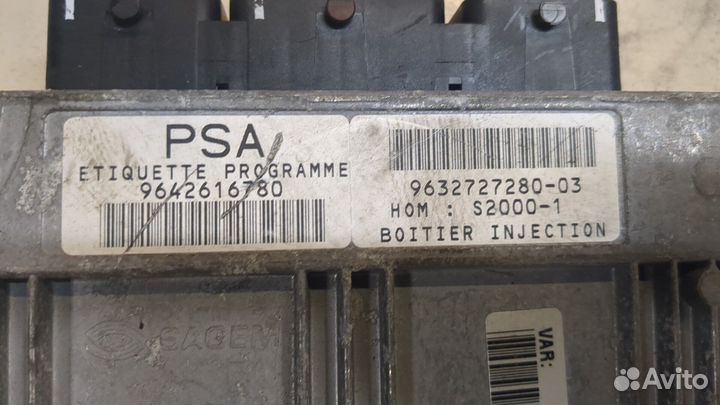 PSA
ETIQUETTE PROGRAMME
9642616780
9632727280-03
HOM : S2000-1
BOITIER INJECTION
SAGEM
VAR:
Avito